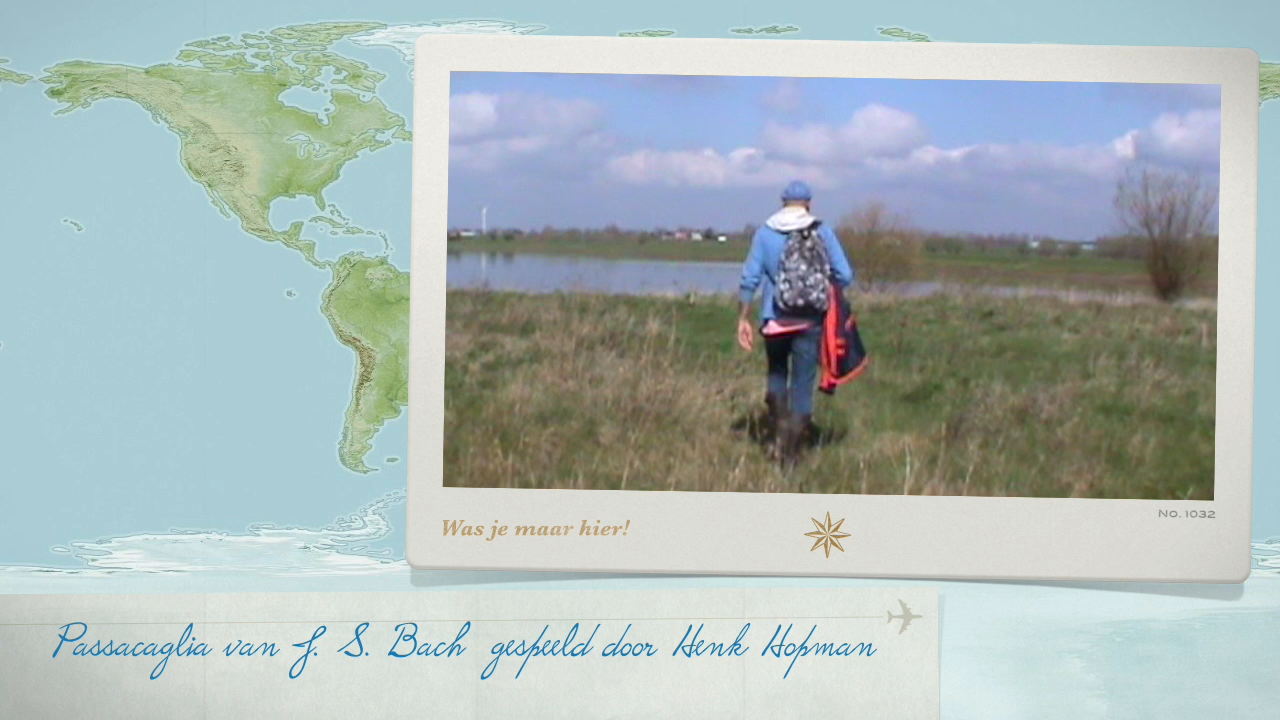 Was je maar hier!
No. 1032
Passacaglia van J. S. Bach gespeeld door Henk Hopman